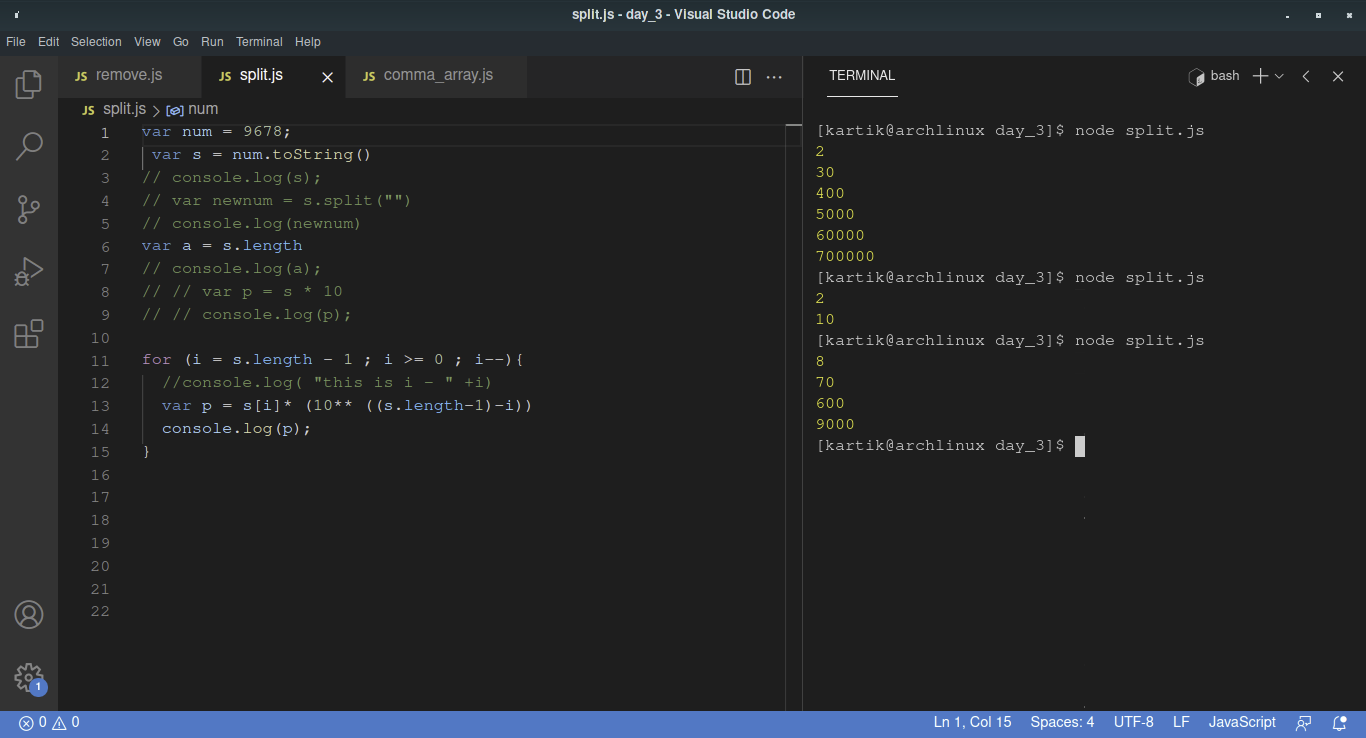 split.js - day_3 - Visual Studio Code
File Edit Selection View Go Run Terminal Help
JS remove.js JS split.js JS comma_array.js
JS split.js > num
1 var num = 9678;
2  var s = num.toString()
3 // console.log(s);
4 // var newnum = s.split("")
5 // console.log(newnum)
6 var a = s.length
7 // console.log(a);
8 // // var p = s * 10
9 // // console.log(p);
10
11 for (i = s.length - 1 ; i >= 0 ; i--){
12   //console.log( "this is i - " +i)
13   var p = s[i]* (10** ((s.length-1)-i))
14   console.log(p);
15 }
16
17
18
19
20
21
22
TERMINAL bash
[kartik@archlinux day_3]$ node split.js
2
30
400
5000
60000
700000
[kartik@archlinux day_3]$ node split.js
2
10
[kartik@archlinux day_3]$ node split.js
8
70
600
9000
[kartik@archlinux day_3]$
1
0 0 Ln 1, Col 15 Spaces: 4 UTF-8 LF JavaScript